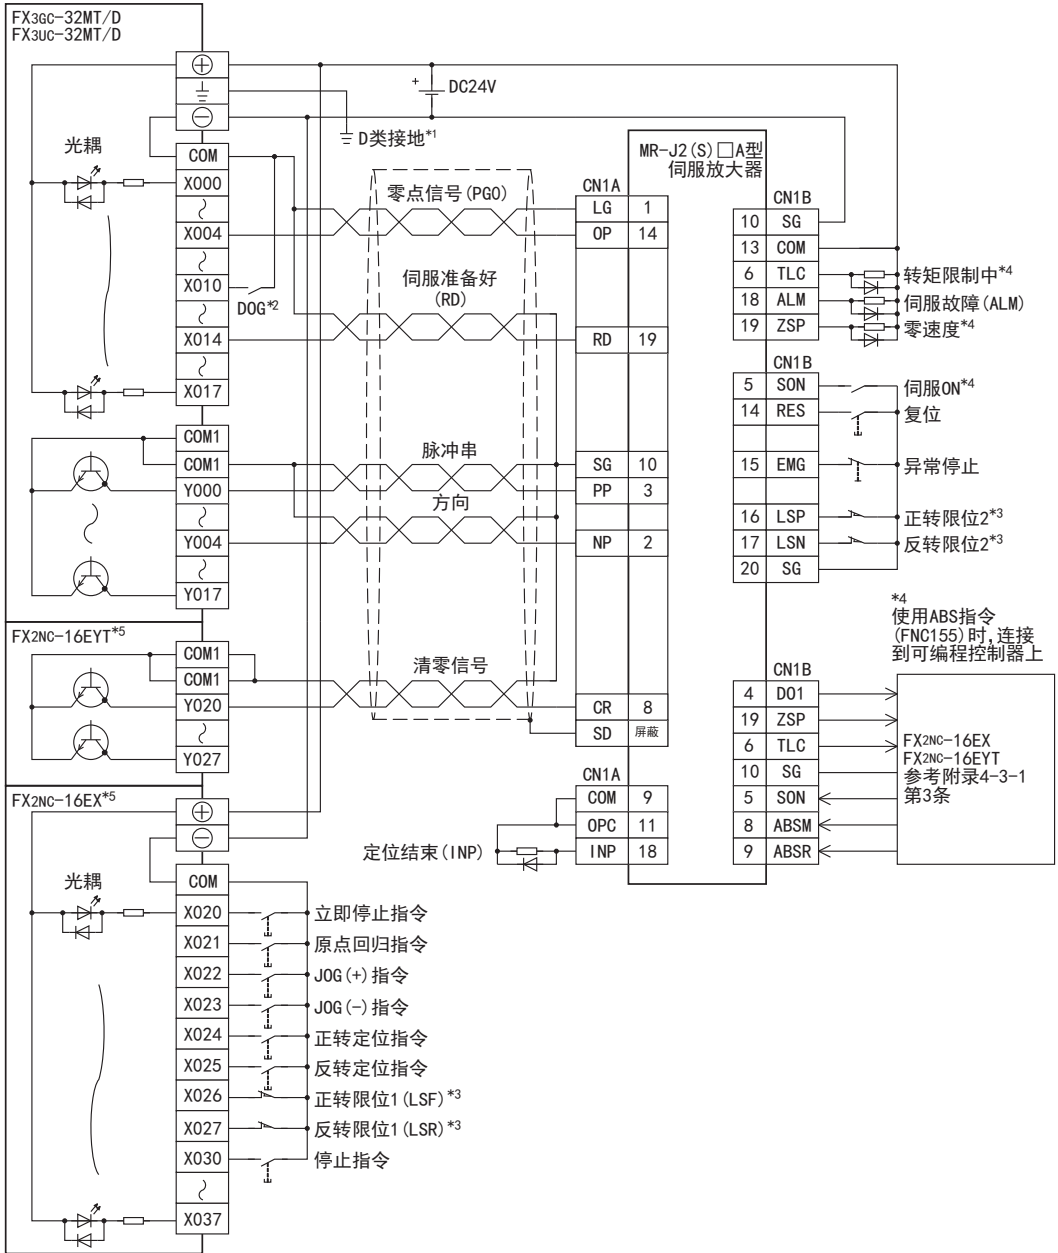 FX3GC-32MT/D
FX3UC-32MT/D
+
DC24V
D类接地*1
光耦
COM
X000
X004
X010
X014
X017
DOG*2
零点信号(PG0)
伺服准备好
(RD)
CN1A
LG 1
OP 14
RD 19
SG 10
PP 3
NP 2
CR 8
SD 屏蔽
MR-J2(S)□A型
伺服放大器
CN1B
10 SG
13 COM
6 TLC 转矩限制中*4
18 ALM 伺服故障(ALM)
19 ZSP 零速度*4
CN1B
5 SON 伺服ON*4
14 RES 复位
15 EMG 异常停止
16 LSP 正转限位2*3
17 LSN 反转限位2*3
20 SG
COM1
COM1
Y000
Y004
Y017
脉冲串
方向
*4
使用ABS指令
(FNC155)时,连接
到可编程控制器上
FX2NC-16EYT*5
COM1
COM1
Y020
Y027
清零信号
CN1B
4 DO1
19 ZSP
6 TLC
10 SG
5 SON
8 ABSM
9 ABSR
FX2NC-16EX
FX2NC-16EYT
参考附录4-3-1
第3条
CN1A
COM 9
OPC 11
INP 18
定位结束(INP)
FX2NC-16EX*5
光耦
COM
X020 立即停止指令
X021 原点回归指令
X022 JOG(+)指令
X023 JOG(-)指令
X024 正转定位指令
X025 反转定位指令
X026 正转限位1(LSF)*3
X027 反转限位1(LSR)*3
X030 停止指令
X037